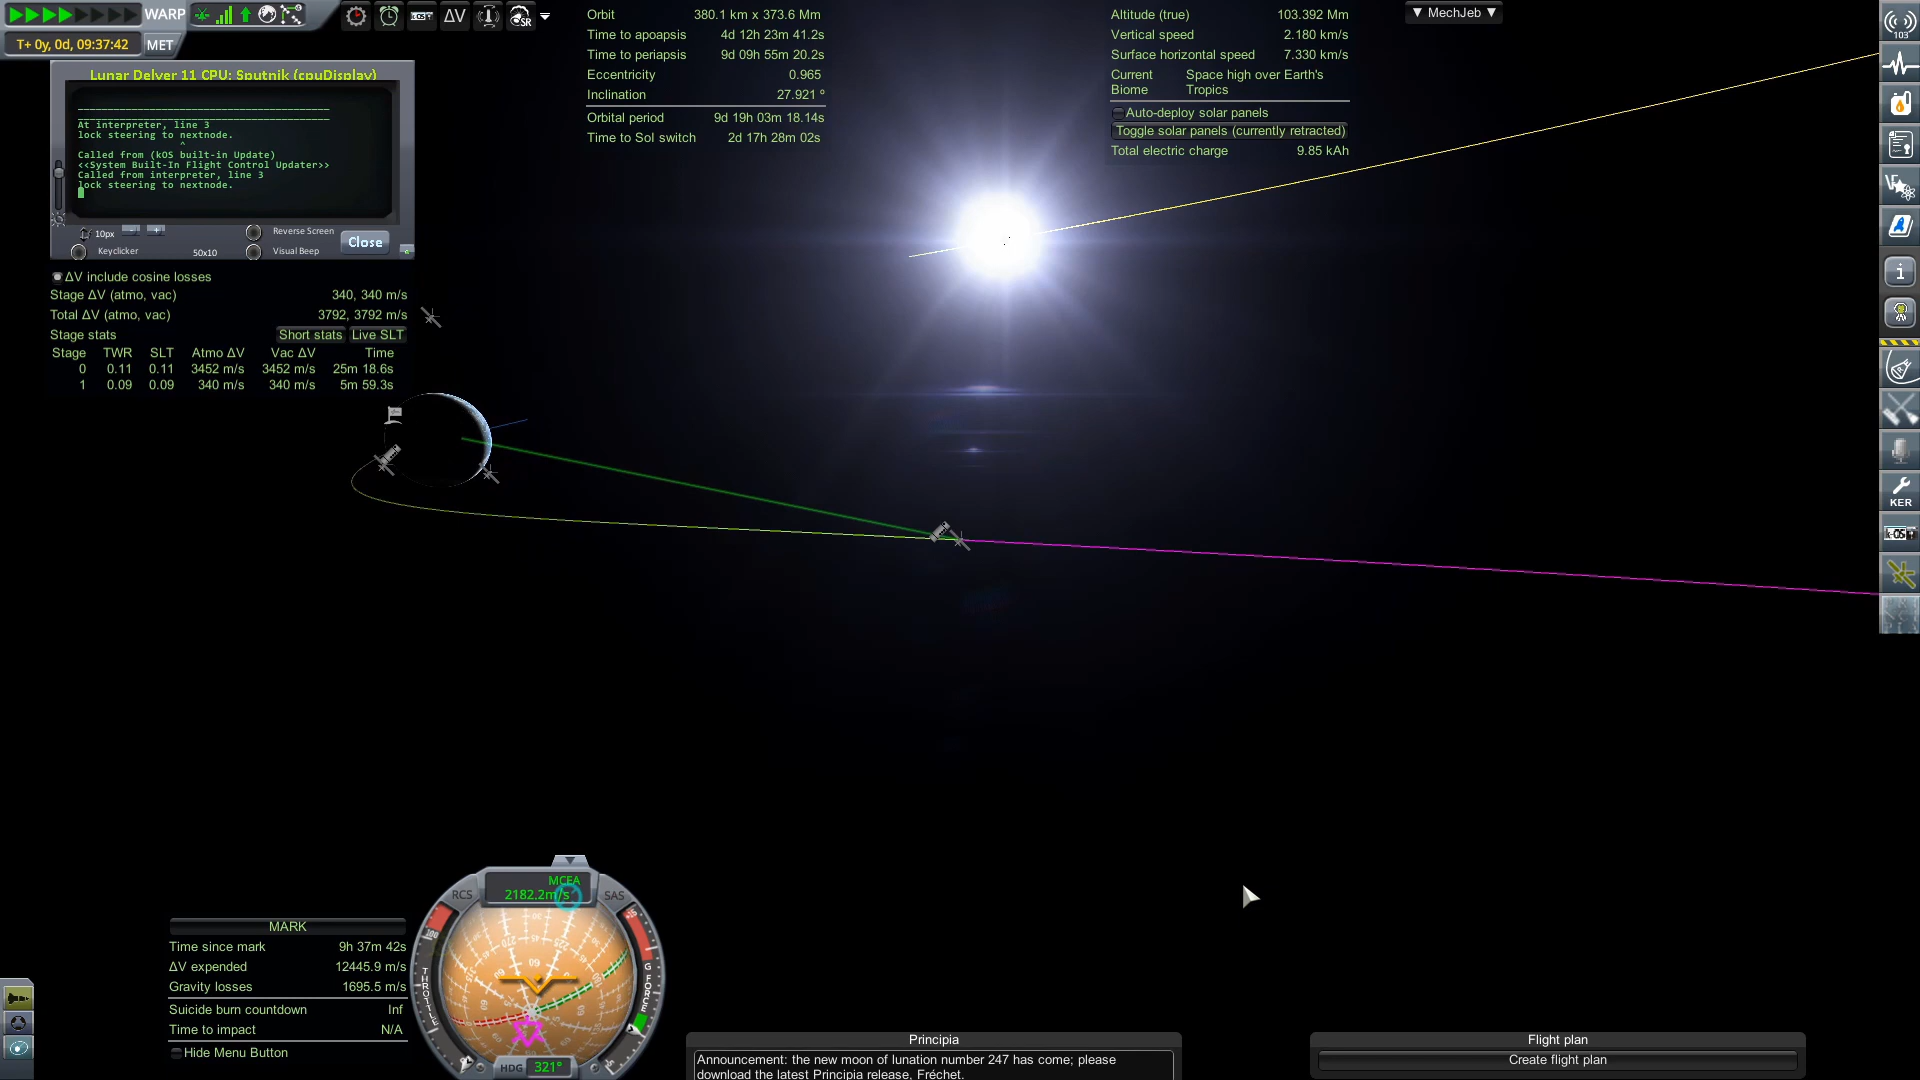 WARP
T+ 0y, 0d, 09:37:42 MET
kOS ΔV SR
Lunar Delver 11 CPU: Sputnik (cpuDisplay)
At interpreter, line 3
lock steering to nextnode.
^
Called from (kOS built-in Update)
<<System Built-In Flight Control Updater>>
Called from interpreter, line 3
lock steering to nextnode.
10px - + Reverse Screen Close
Keyclicker 50x10 Visual Beep
ΔV include cosine losses
Stage ΔV (atmo, vac) 340, 340 m/s
Total ΔV (atmo, vac) 3792, 3792 m/s
Stage stats Short stats Live SLT
Stage TWR SLT Atmo ΔV Vac ΔV Time
0 0.11 0.11 3452 m/s 3452 m/s 25m 18.6s
1 0.09 0.09 340 m/s 340 m/s 5m 59.3s
Orbit 380.1 km x 373.6 Mm
Time to apoapsis 4d 12h 23m 41.2s
Time to periapsis 9d 09h 55m 20.2s
Eccentricity 0.965
Inclination 27.921 º
Orbital period 9d 19h 03m 18.14s
Time to SoI switch 2d 17h 28m 02s
Altitude (true) 103.392 Mm
Vertical speed 2.180 km/s
Surface horizontal speed 7.330 km/s
Current Biome Space high over Earth's Tropics
Auto-deploy solar panels
Toggle solar panels (currently retracted)
Total electric charge 9.85 kAh
▼ MechJeb ▼
103
KER
k-OS
MARK
Time since mark 9h 37m 42s
ΔV expended 12445.9 m/s
Gravity losses 1695.5 m/s
Suicide burn countdown Inf
Time to impact N/A
Hide Menu Button
RCS MCEA SAS
2182.2m/s
THROTTLE
G FORCE
HDG 321°
Principia
Announcement: the new moon of lunation number 247 has come; please
download the latest Principia release, Fréchet.
Flight plan
Create flight plan